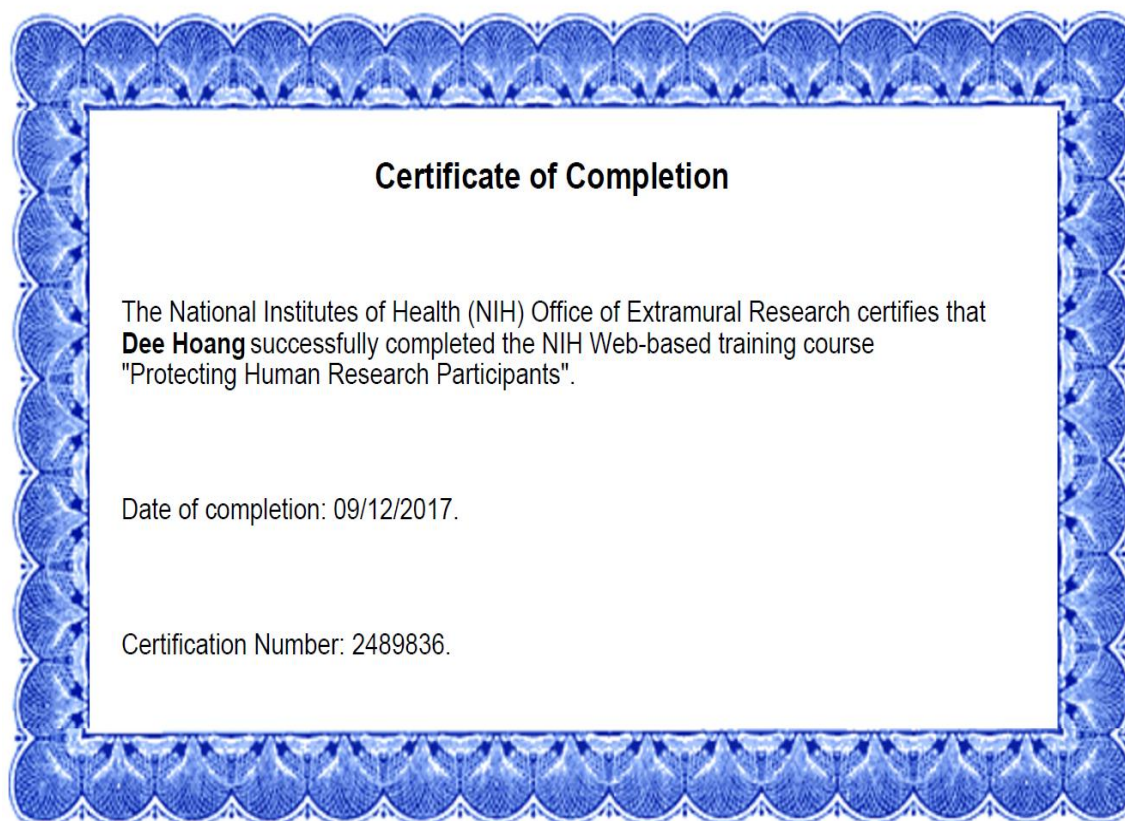 Certificate of Completion
The National Institutes of Health (NIH) Office of Extramural Research certifies that
Dee Hoang successfully completed the NIH Web-based training course
"Protecting Human Research Participants".
Date of completion: 09/12/2017.
Certification Number: 2489836.